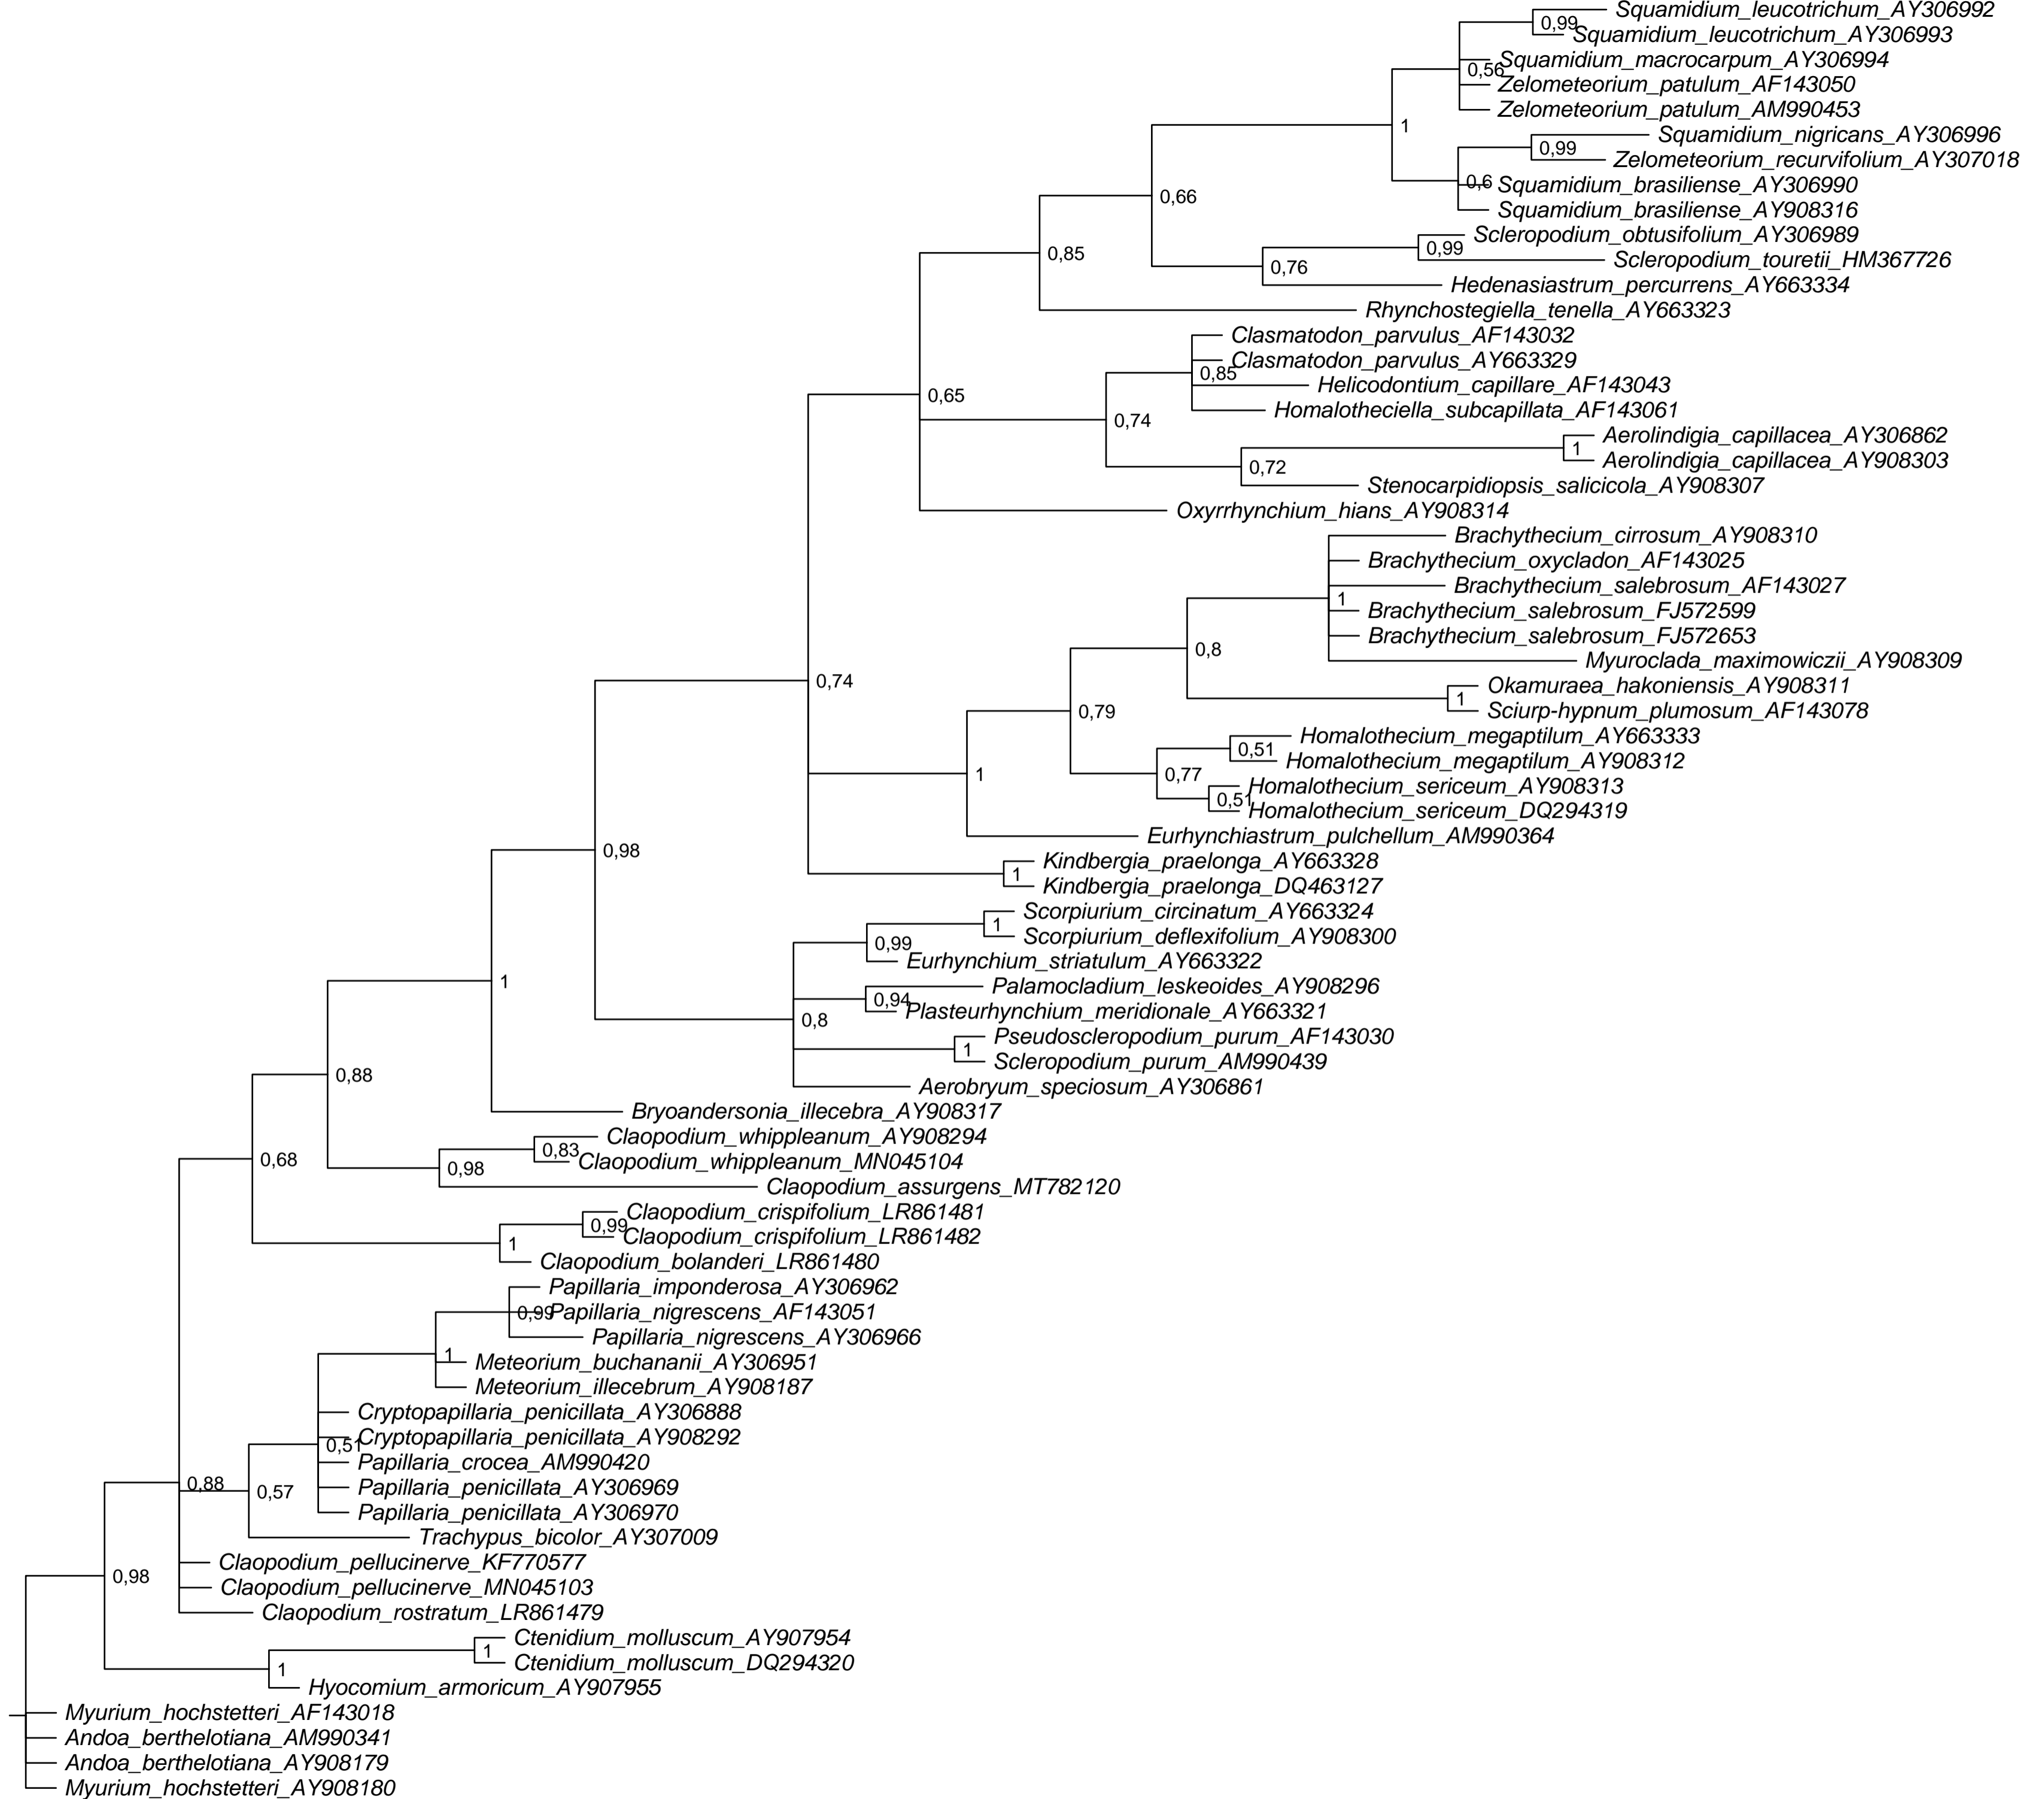 Squamidium_leucotrichum_AY306992
0,99
Squamidium_leucotrichum_AY306993
Squamidium_macrocarpum_AY306994
0,56
Zelometeorium_patulum_AF143050
Zelometeorium_patulum_AM990453
1
Squamidium_nigricans_AY306996
0,99
Zelometeorium_recurvifolium_AY307018
0,6
Squamidium_brasiliense_AY306990
0,66
Squamidium_brasiliense_AY908316
Scleropodium_obtusifolium_AY306989
0,99
0,85
Scleropodium_touretii_HM367726
0,76
Hedenasiastrum_percurrens_AY663334
Rhynchostegiella_tenella_AY663323
Clasmatodon_parvulus_AF143032
Clasmatodon_parvulus_AY663329
0,85
Helicodontium_capillare_AF143043
0,65
Homalotheciella_subcapillata_AF143061
0,74
Aerolindigia_capillacea_AY306862
1
Aerolindigia_capillacea_AY908303
0,72
Stenocarpidiopsis_salicicola_AY908307
Oxyrrhynchium_hians_AY908314
Brachythecium_cirrosum_AY908310
Brachythecium_oxycladon_AF143025
Brachythecium_salebrosum_AF143027
1
Brachythecium_salebrosum_FJ572599
Brachythecium_salebrosum_FJ572653
0,8
Myuroclada_maximowiczii_AY908309
0,74
Okamuraea_hakoniensis_AY908311
1
Sciurp-hypnum_plumosum_AF143078
0,79
Homalothecium_megaptilum_AY663333
0,51
Homalothecium_megaptilum_AY908312
1
0,77
Homalothecium_sericeum_AY908313
0,51
Homalothecium_sericeum_DQ294319
Eurhynchiastrum_pulchellum_AM990364
0,98
Kindbergia_praelonga_AY663328
1
Kindbergia_praelonga_DQ463127
Scorpiurium_circinatum_AY663324
1
Scorpiurium_deflexifolium_AY908300
0,99
Eurhynchium_striatulum_AY663322
1
Palamocladium_leskeoides_AY908296
0,94
Plasteurhynchium_meridionale_AY663321
0,8
Pseudoscleropodium_purum_AF143030
1
Scleropodium_purum_AM990439
0,88
Aerobryum_speciosum_AY306861
Bryoandersonia_illecebra_AY908317
Claopodium_whippleanum_AY908294
0,83
Claopodium_whippleanum_MN045104
0,68
0,98
Claopodium_assurgens_MT782120
Claopodium_crispifolium_LR861481
0,99
Claopodium_crispifolium_LR861482
1
Claopodium_bolanderi_LR861480
Papillaria_imponderosa_AY306962
0,99
Papillaria_nigrescens_AF143051
Papillaria_nigrescens_AY306966
1
Meteorium_buchananii_AY306951
Meteorium_illecebrum_AY908187
Cryptopapillaria_penicillata_AY306888
Cryptopapillaria_penicillata_AY908292
0,51
Papillaria_crocea_AM990420
0,88
Papillaria_penicillata_AY306969
0,57
Papillaria_penicillata_AY306970
Trachypus_bicolor_AY307009
Claopodium_pellucinerve_KF770577
0,98
Claopodium_pellucinerve_MN045103
Claopodium_rostratum_LR861479
Ctenidium_molluscum_AY907954
1
Ctenidium_molluscum_DQ294320
1
Hyocomium_armoricum_AY907955
Myurium_hochstetteri_AF143018
Andoa_berthelotiana_AM990341
Andoa_berthelotiana_AY908179
Myurium_hochstetteri_AY908180